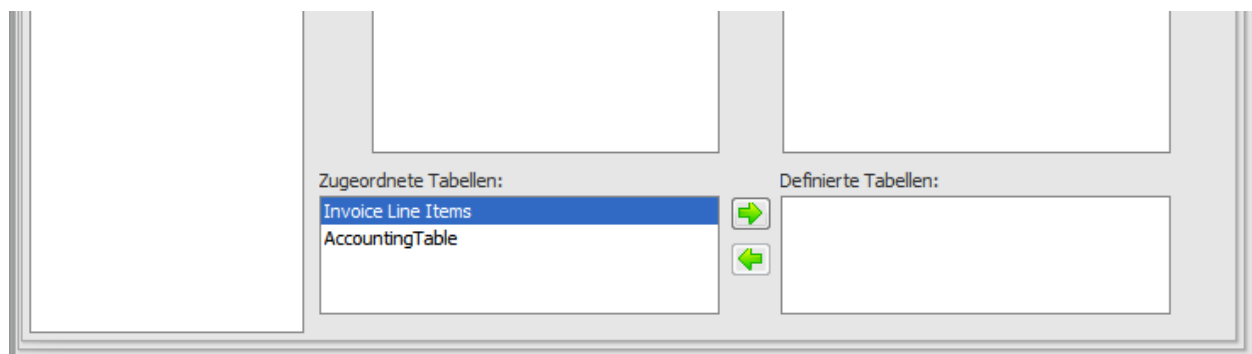 Zugeordnete Tabellen:
Invoice Line Items
AccountingTable
Definierte Tabellen: